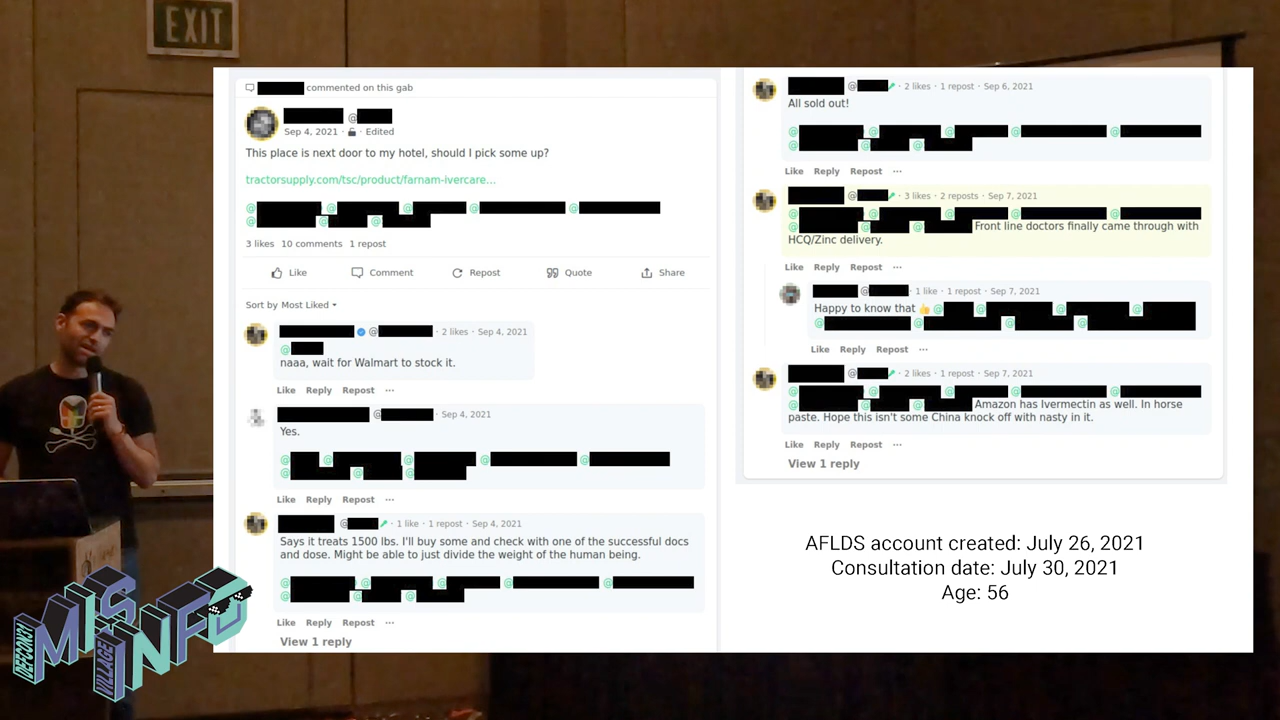 EXIT
commented on this gab
@
Sep 4, 2021 · · Edited
This place is next door to my hotel, should I pick some up?
tractorsupply.com/tsc/product/farnam-ivercare...
@ @ @ @ @
@ @ @
3 likes 10 comments 1 repost
Like Comment Repost Quote Share
Sort by Most Liked
@ · 2 likes · Sep 4, 2021
@
naaa, wait for Walmart to stock it.
Like Reply Repost ···
@ · Sep 4, 2021
Yes.
@ @ @ @ @
@ @ @
Like Reply Repost ···
@ · 1 like · 1 repost · Sep 4, 2021
Says it treats 1500 lbs. I'll buy some and check with one of the successful docs
and dose. Might be able to just divide the weight of the human being.
@ @ @ @ @
@ @ @
Like Reply Repost ···
View 1 reply
@ · 2 likes · 1 repost · Sep 6, 2021
All sold out!
@ @ @ @ @
@ @ @
Like Reply Repost ···
@ · 3 likes · 2 reposts · Sep 7, 2021
@ @ @ @ @
@ @ @ Front line doctors finally came through with
HCQ/Zinc delivery.
Like Reply Repost ···
@ · 1 like · 1 repost · Sep 7, 2021
Happy to know that 👍 @ @ @ @
@ @ @ @
Like Reply Repost ···
@ · 2 likes · 1 repost · Sep 7, 2021
@ @ @ @ @
@ @ @ Amazon has Ivermectin as well. In horse
paste. Hope this isn't some China knock off with nasty in it.
Like Reply Repost ···
View 1 reply
AFLDS account created: July 26, 2021
Consultation date: July 30, 2021
Age: 56
MISINFO
DEFCON31
VILLAGE